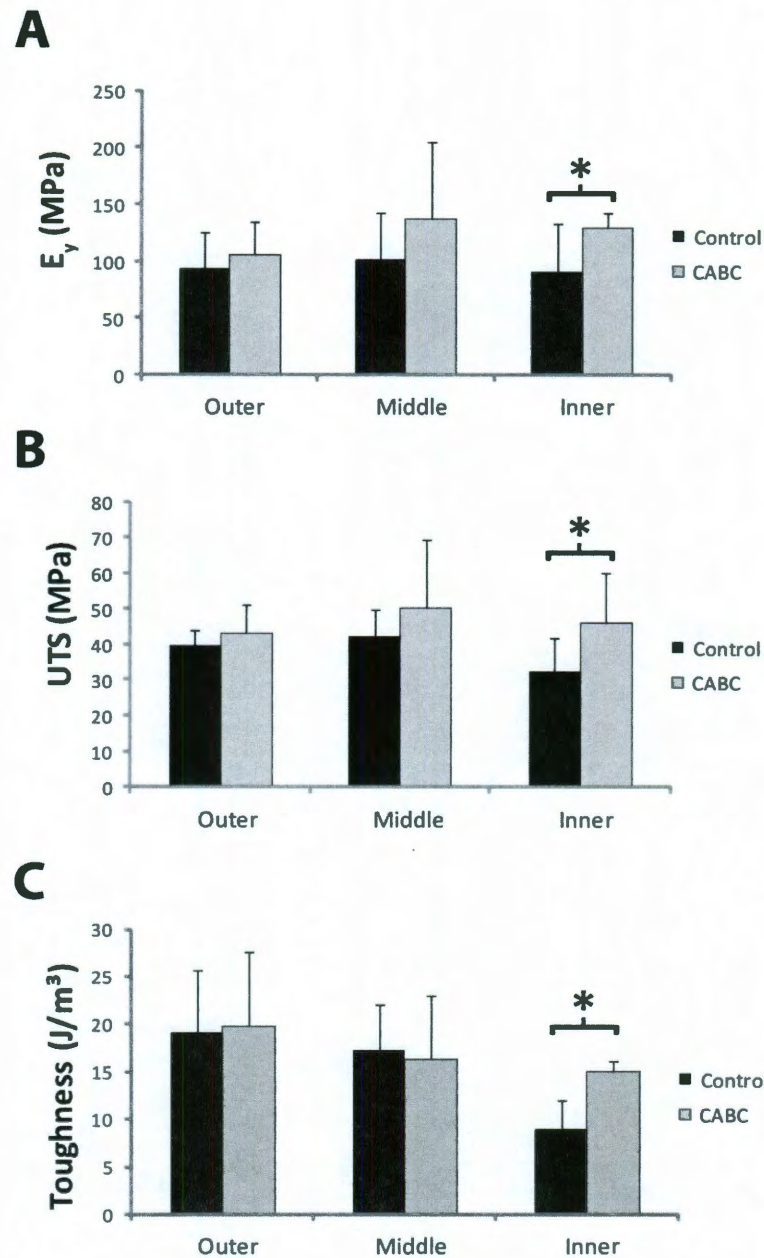 A
E_y (MPa)
250
200
150
100
50
0
*
Outer Middle Inner
Control
CABC
B
UTS (MPa)
80
70
60
50
40
30
20
10
0
*
Outer Middle Inner
Control
CABC
C
Toughness (J/m³)
30
25
20
15
10
5
0
*
Outer Middle Inner
Contro
CABC